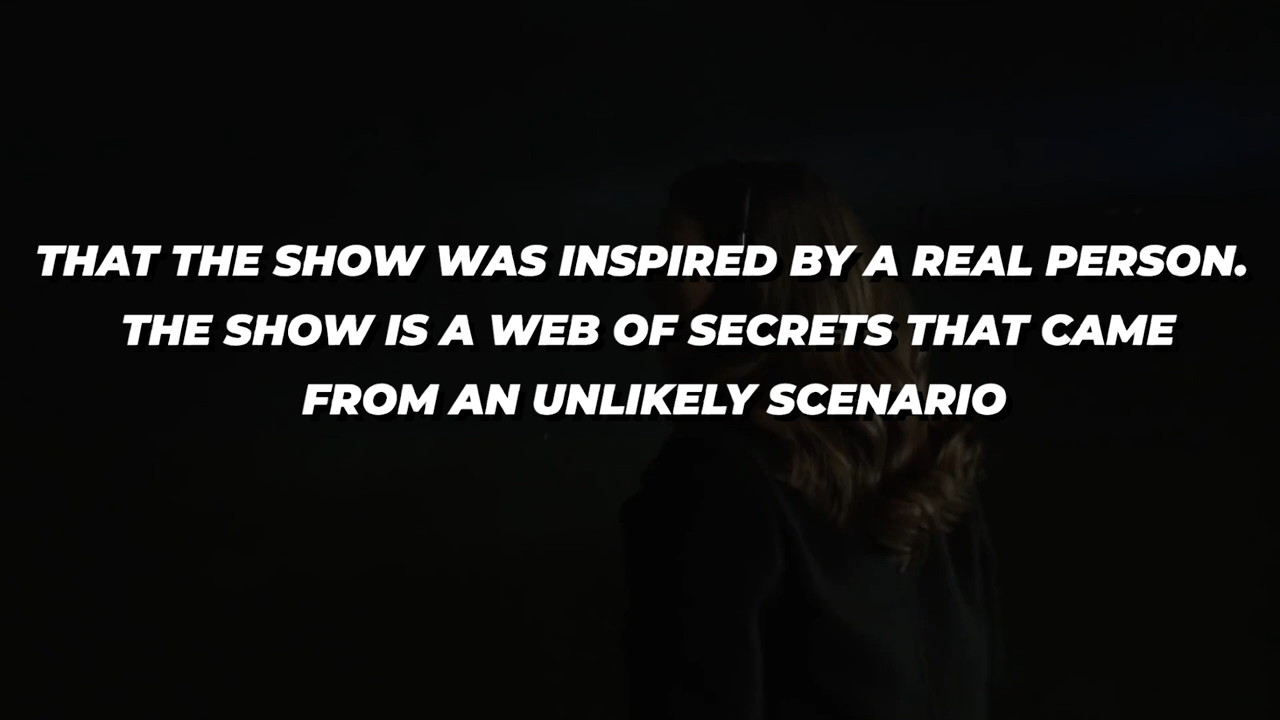 THAT THE SHOW WAS INSPIRED BY A REAL PERSON.
THE SHOW IS A WEB OF SECRETS THAT CAME
FROM AN UNLIKELY SCENARIO